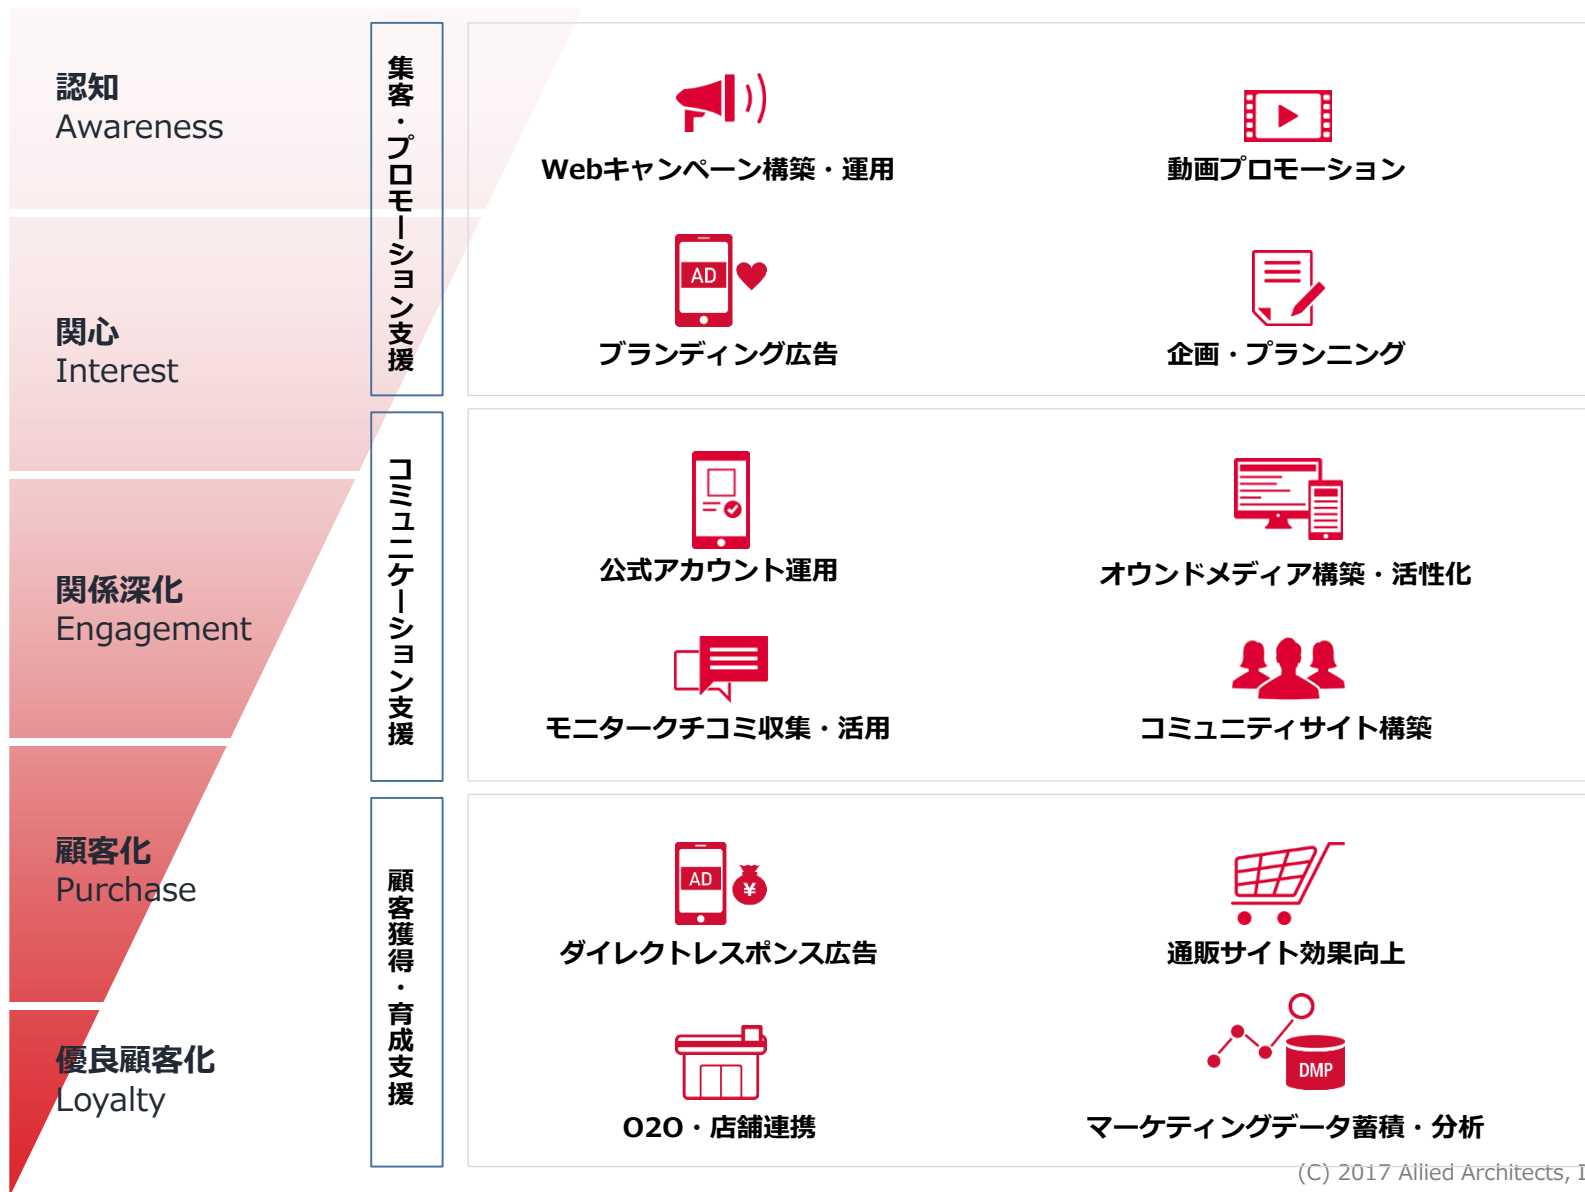 認知
Awareness
関心
Interest
関係深化
Engagement
顧客化
Purchase
優良顧客化
Loyalty
集客・プロモーション支援
Webキャンペーン構築・運用
動画プロモーション
AD
ブランディング広告
企画・プランニング
コミュニケーション支援
公式アカウント運用
オウンドメディア構築・活性化
モニタークチコミ収集・活用
コミュニティサイト構築
顧客獲得・育成支援
AD
¥
ダイレクトレスポンス広告
通販サイト効果向上
O2O・店舗連携
DMP
マーケティングデータ蓄積・分析
(C) 2017 Allied Architects, I